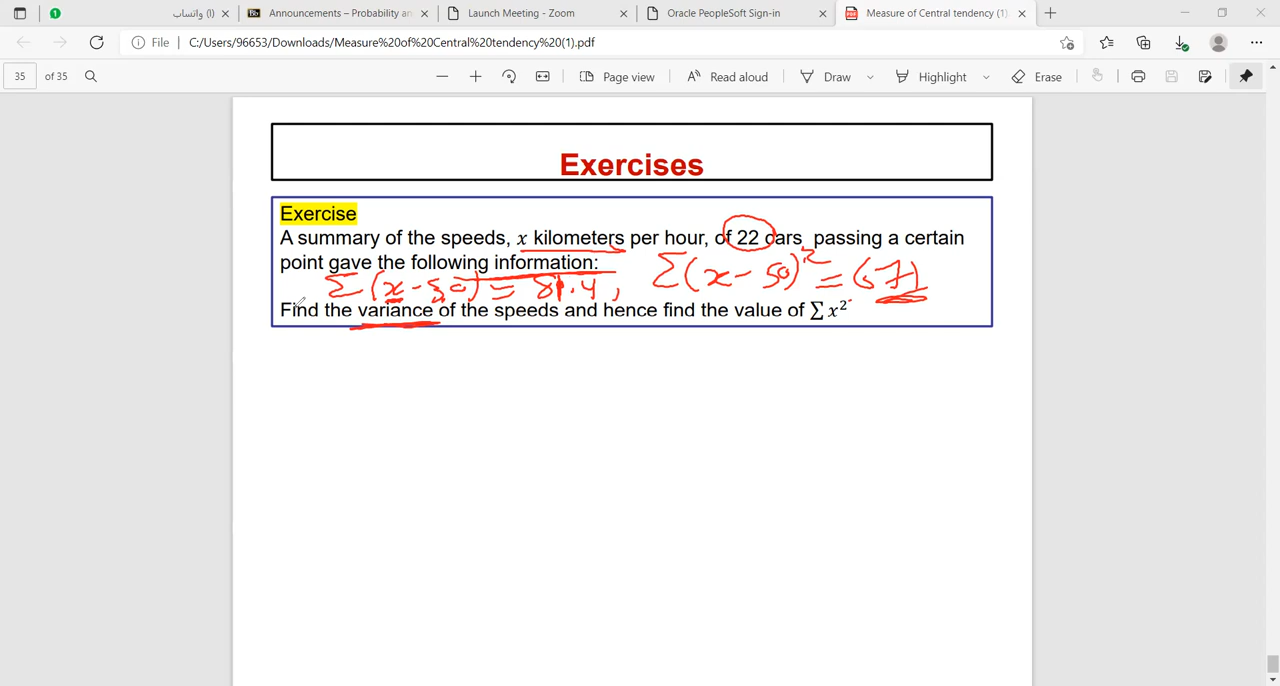 (1) واتساب
Announcements – Probability an
Launch Meeting - Zoom
Oracle PeopleSoft Sign-in
Measure of Central tendency (1)
File
C:/Users/96653/Downloads/Measure%20of%20Central%20tendency%20(1).pdf
35 of 35
Page view
Read aloud
Draw
Highlight
Erase
Exercises
Exercise
A summary of the speeds, x kilometers per hour, of 22 cars passing a certain
point gave the following information:
Σ(x - 50) = 81.4, Σ(x - 50)² = 671
Find the variance of the speeds and hence find the value of Σ x²